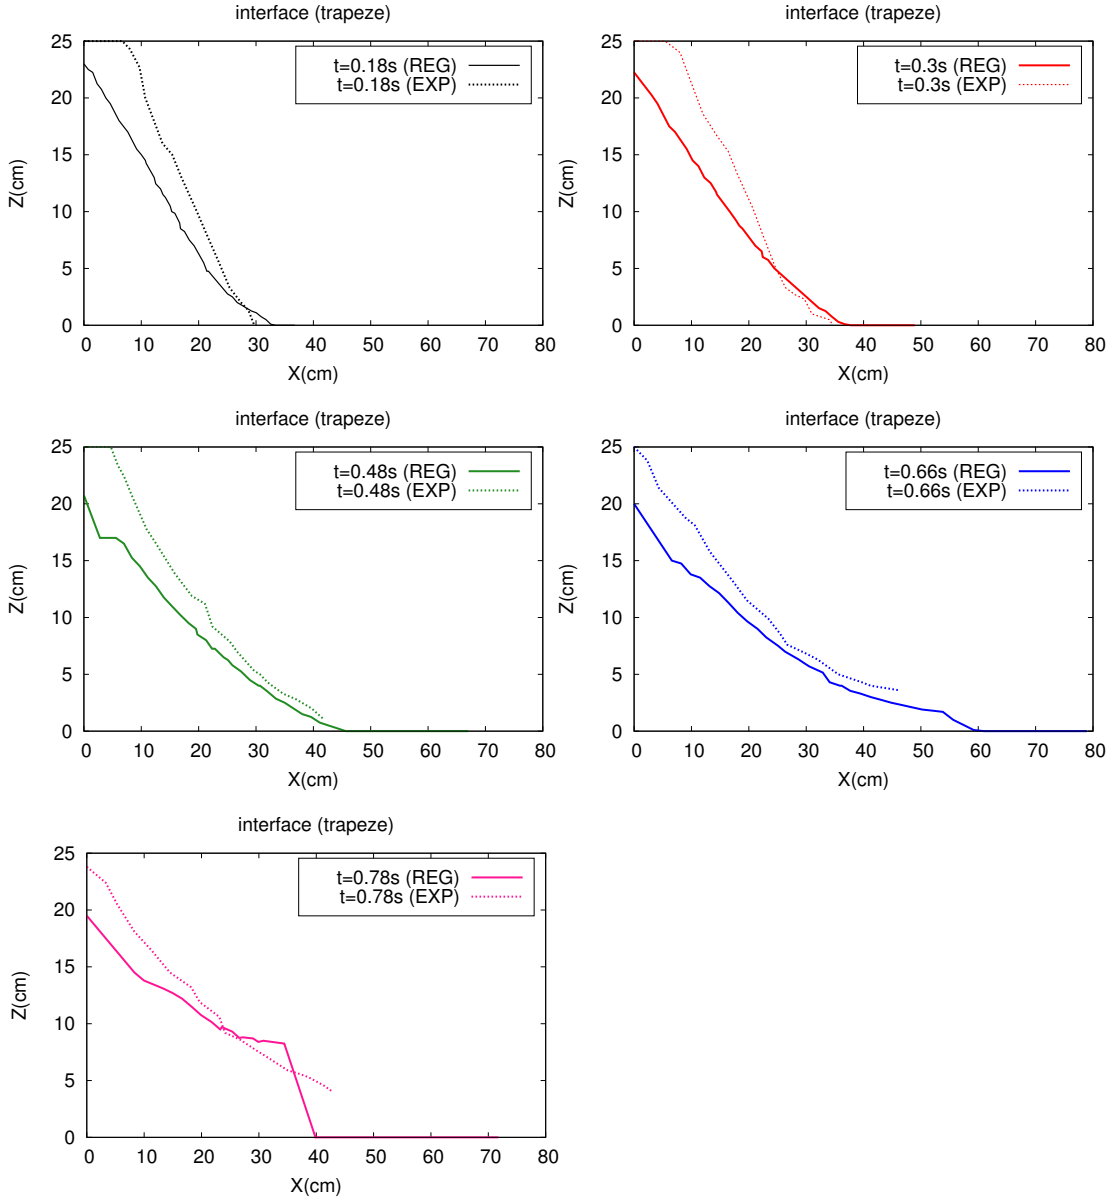 interface (trapeze)
t=0.18s (REG)
t=0.18s (EXP)
25
20
15
10
5
0
Z(cm)
0 10 20 30 40 50 60 70 80
X(cm)
interface (trapeze)
t=0.3s (REG)
t=0.3s (EXP)
25
20
15
10
5
0
Z(cm)
0 10 20 30 40 50 60 70 80
X(cm)
interface (trapeze)
t=0.48s (REG)
t=0.48s (EXP)
25
20
15
10
5
0
Z(cm)
0 10 20 30 40 50 60 70 80
X(cm)
interface (trapeze)
t=0.66s (REG)
t=0.66s (EXP)
25
20
15
10
5
0
Z(cm)
0 10 20 30 40 50 60 70 80
X(cm)
interface (trapeze)
t=0.78s (REG)
t=0.78s (EXP)
25
20
15
10
5
0
Z(cm)
0 10 20 30 40 50 60 70 80
X(cm)